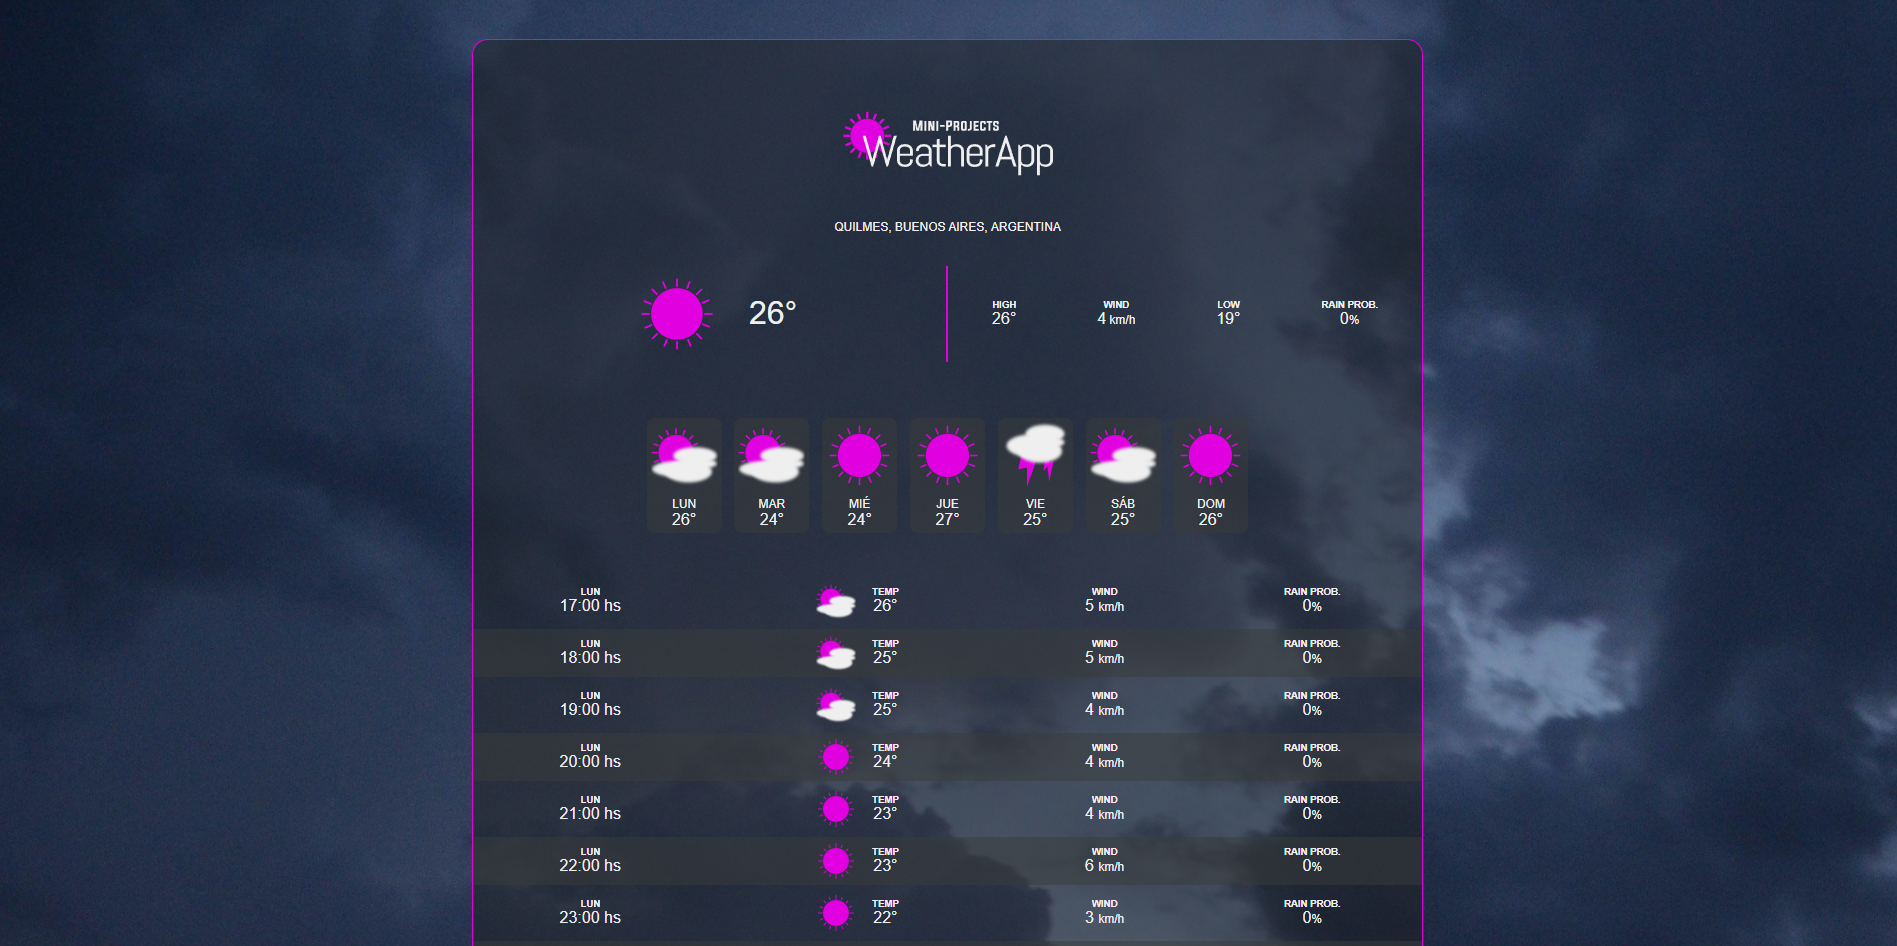 MINI-PROJECTS
WeatherApp
QUILMES, BUENOS AIRES, ARGENTINA
26°
HIGH WIND LOW RAIN PROB.
26° 4 km/h 19° 0%
LUN MAR MIÉ JUE VIE SÁB DOM
26° 24° 24° 27° 25° 25° 26°
LUN TEMP WIND RAIN PROB.
17:00 hs 26° 5 km/h 0%
LUN TEMP WIND RAIN PROB.
18:00 hs 25° 5 km/h 0%
LUN TEMP WIND RAIN PROB.
19:00 hs 25° 4 km/h 0%
LUN TEMP WIND RAIN PROB.
20:00 hs 24° 4 km/h 0%
LUN TEMP WIND RAIN PROB.
21:00 hs 23° 4 km/h 0%
LUN TEMP WIND RAIN PROB.
22:00 hs 23° 6 km/h 0%
LUN TEMP WIND RAIN PROB.
23:00 hs 22° 3 km/h 0%